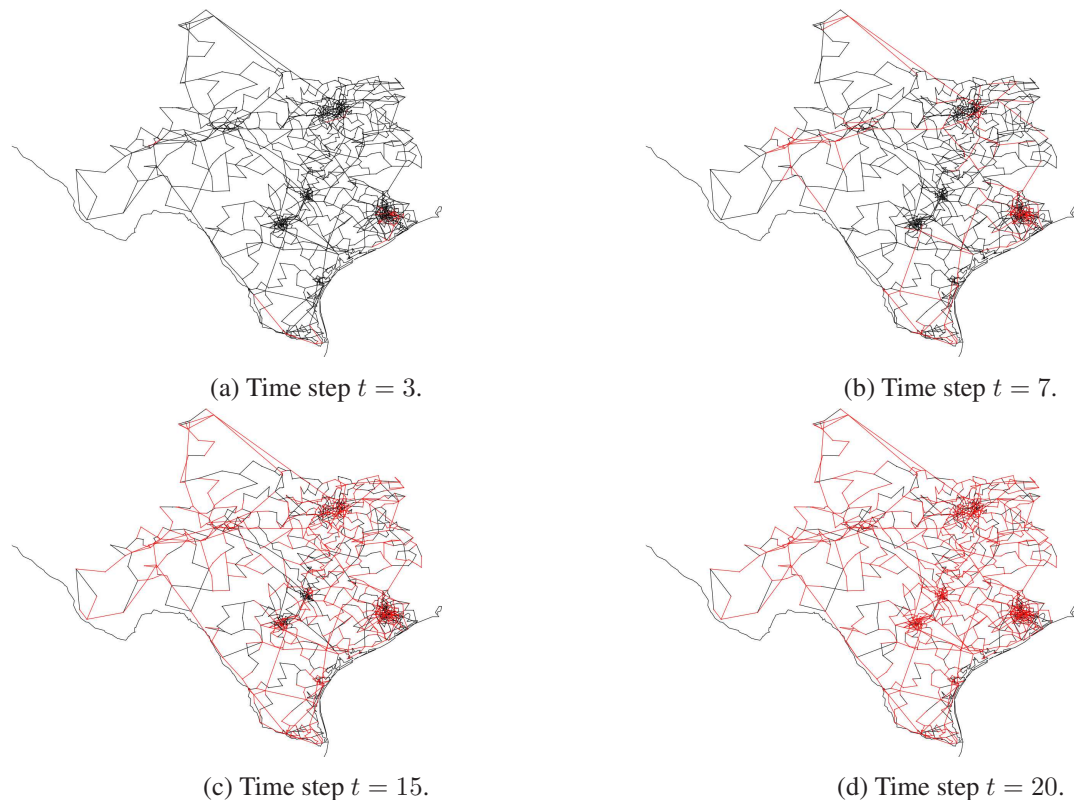 (a) Time step t = 3.
(b) Time step t = 7.
(c) Time step t = 15.
(d) Time step t = 20.